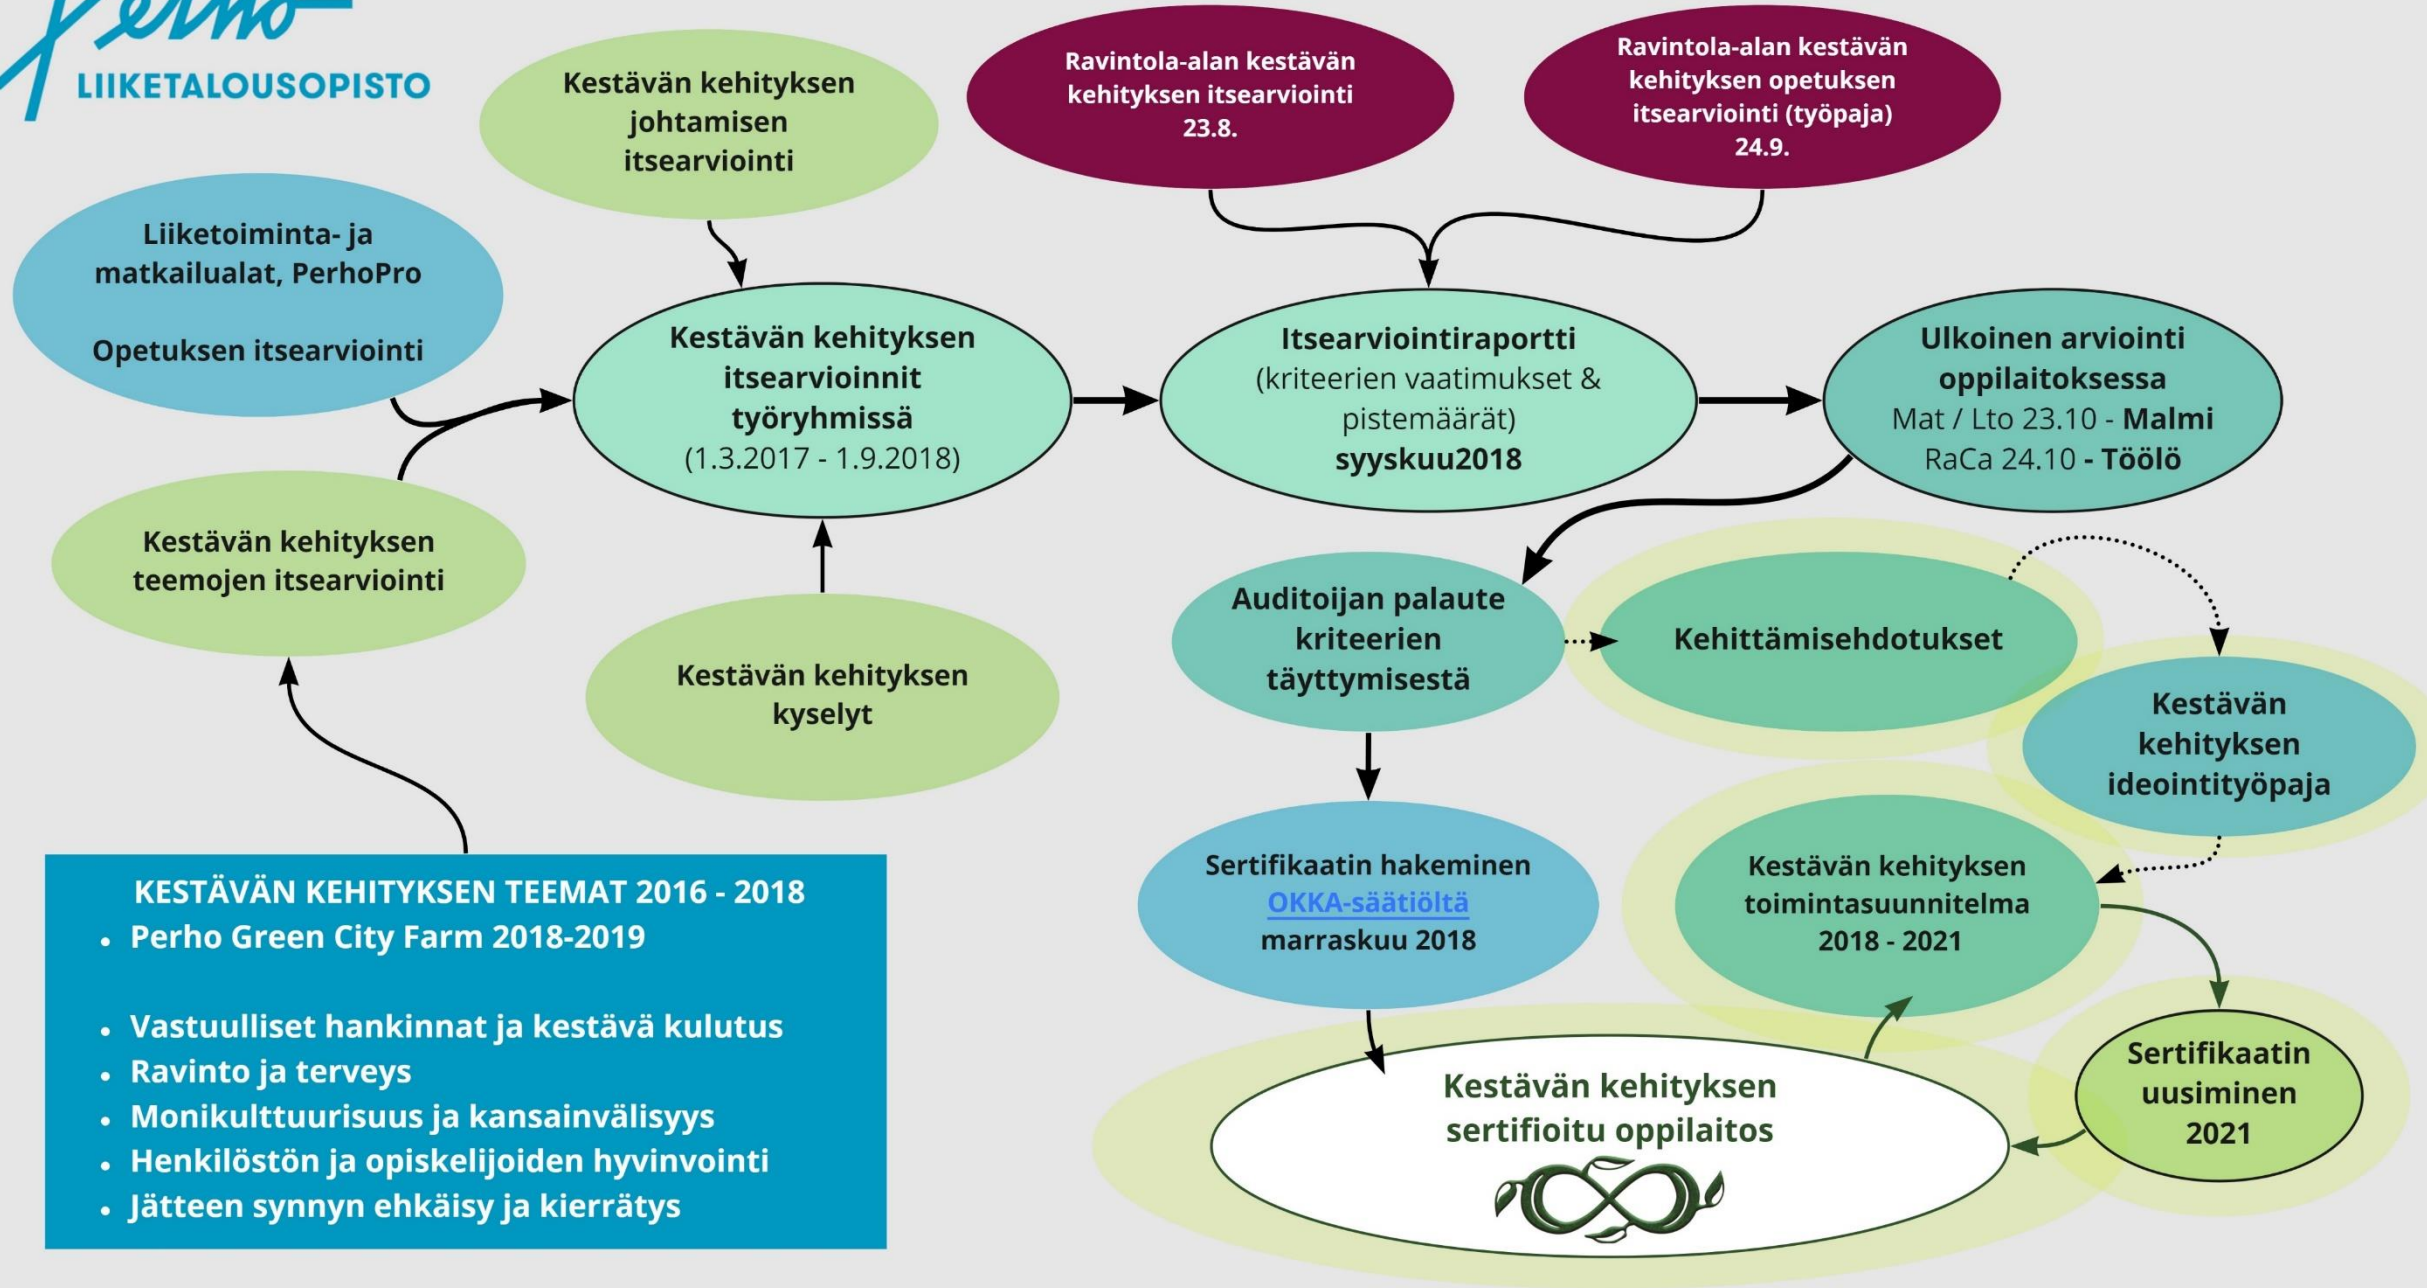 Perho
LIIKETALOUSOPISTO
Kestävän kehityksen
johtamisen
itsearviointi
Ravintola-alan kestävän
kehityksen itsearviointi
23.8.
Ravintola-alan kestävän
kehityksen opetuksen
itsearviointi (työpaja)
24.9.
Liiketoiminta- ja
matkailualat, PerhoPro
Opetuksen itsearviointi
Kestävän kehityksen
itsearvioinnit
työryhmissä
(1.3.2017 - 1.9.2018)
Itsearviointiraportti
(kriteerien vaatimukset &
pistemäärät)
syyskuu2018
Ulkoinen arviointi
oppilaitoksessa
Mat / Lto 23.10 - Malmi
RaCa 24.10 - Töölö
Kestävän kehityksen
teemojen itsearviointi
Kestävän kehityksen
kyselyt
Auditoijan palaute
kriteerien
täyttymisestä
Kehittämisehdotukset
Kestävän
kehityksen
ideointityöpaja
Sertifikaatin hakeminen
OKKA-säätiöltä
marraskuu 2018
Kestävän kehityksen
toimintasuunnitelma
2018 - 2021
Sertifikaatin
uusiminen
2021
Kestävän kehityksen
sertifioitu oppilaitos
KESTÄVÄN KEHITYKSEN TEEMAT 2016 - 2018
• Perho Green City Farm 2018-2019
• Vastuulliset hankinnat ja kestävä kulutus
• Ravinto ja terveys
• Monikulttuurisuus ja kansainvälisyys
• Henkilöstön ja opiskelijoiden hyvinvointi
• Jätteen synnyn ehkäisy ja kierrätys